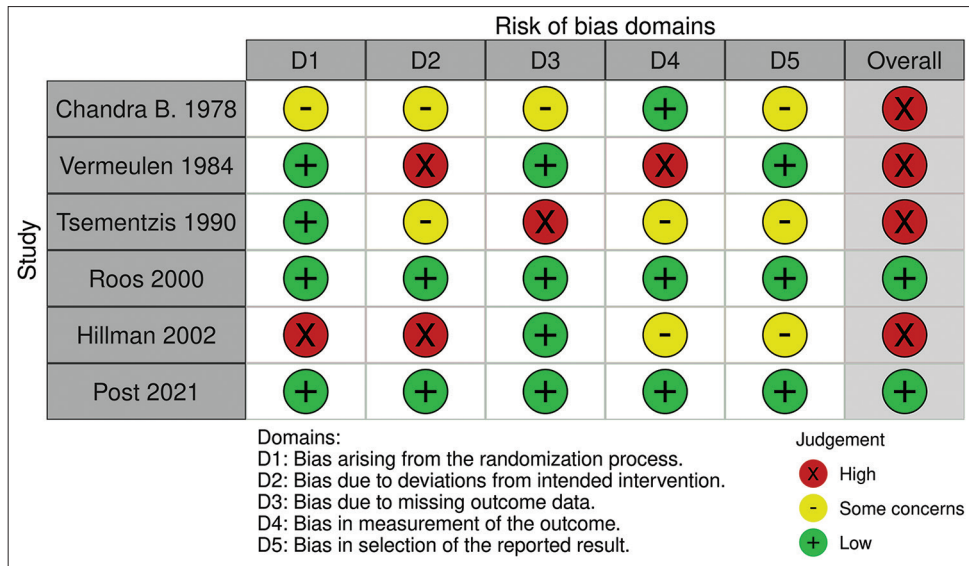 Risk of bias domains
D1 D2 D3 D4 D5 Overall
Study
Chandra B. 1978 - - - + - X
Vermeulen 1984 + X + X + X
Tsementzis 1990 + - X - - X
Roos 2000 + + + + + +
Hillman 2002 X X + - - X
Post 2021 + + + + + +
Domains:
D1: Bias arising from the randomization process.
D2: Bias due to deviations from intended intervention.
D3: Bias due to missing outcome data.
D4: Bias in measurement of the outcome.
D5: Bias in selection of the reported result.
Judgement
X High
- Some concerns
+ Low